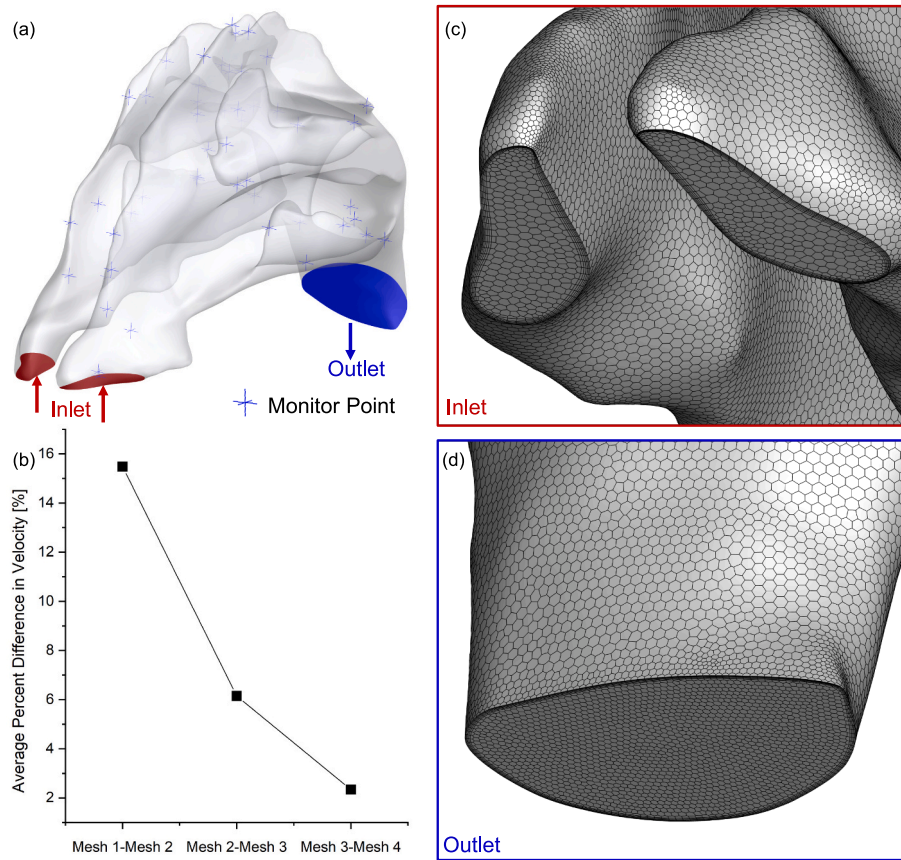 (a)
Inlet
Outlet
Monitor Point
(b)
Average Percent Difference in Velocity [%]
16
14
12
10
8
6
4
2
Mesh 1-Mesh 2
Mesh 2-Mesh 3
Mesh 3-Mesh 4
(c)
Inlet
(d)
Outlet